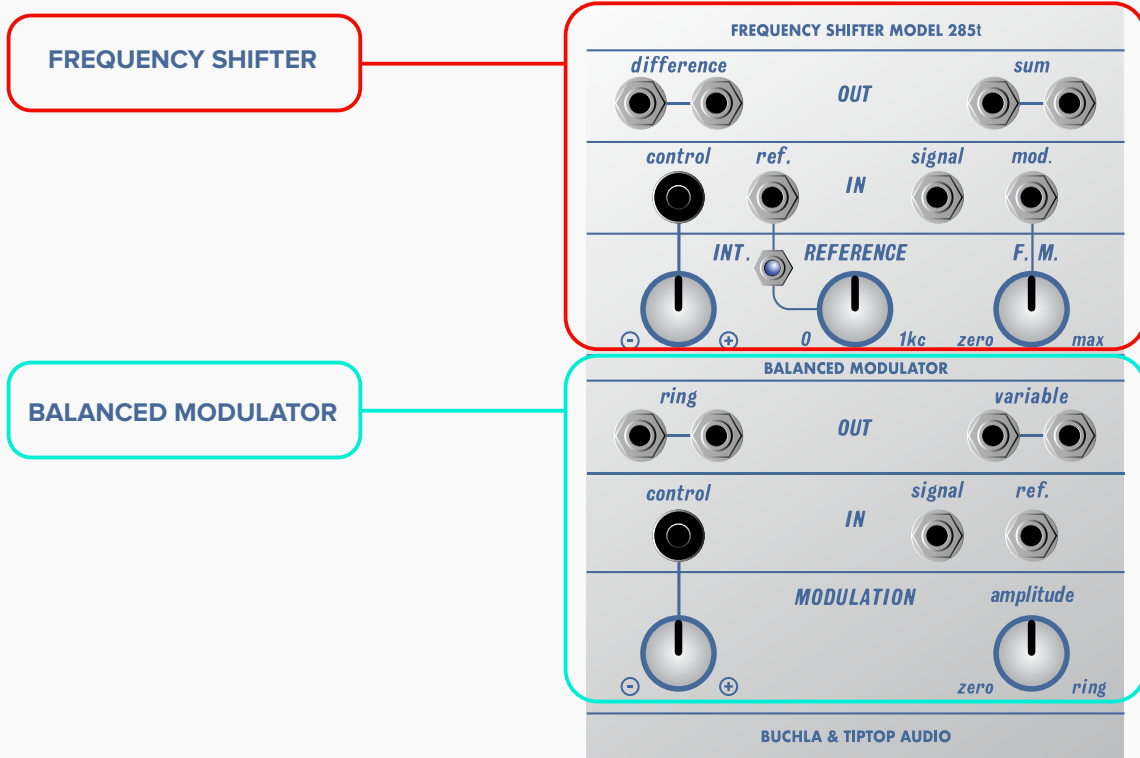 FREQUENCY SHIFTER
FREQUENCY SHIFTER MODEL 285t
difference
OUT
sum
control
ref.
IN
signal
mod.
INT.
REFERENCE
F. M.
-
+
0
1kc
zero
max
BALANCED MODULATOR
BALANCED MODULATOR
ring
OUT
variable
control
IN
signal
ref.
MODULATION
amplitude
-
+
zero
ring
BUCHLA & TIPTOP AUDIO